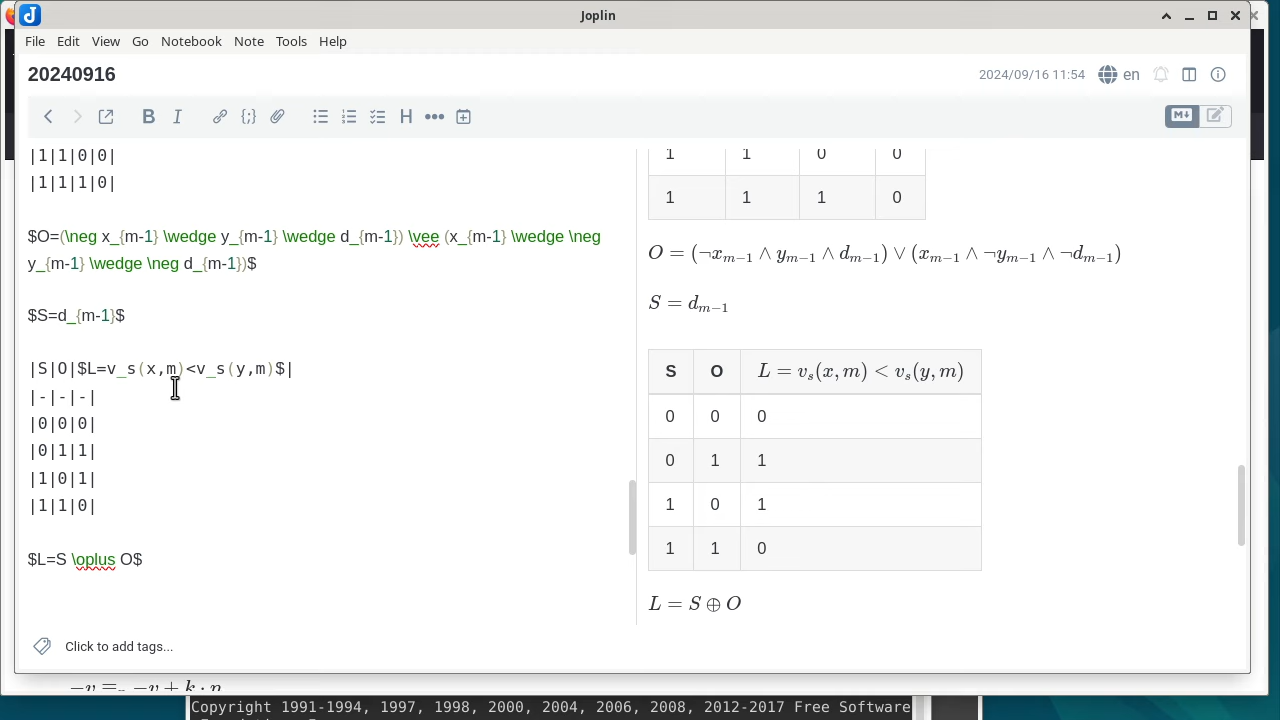 Joplin
File Edit View Go Notebook Note Tools Help
20240916
2024/09/16 11:54 en
|1|1|0|0|
|1|1|1|0|
$O=(\neg x_{m-1} \wedge y_{m-1} \wedge d_{m-1}) \vee (x_{m-1} \wedge \neg
y_{m-1} \wedge \neg d_{m-1})$
$S=d_{m-1}$
|S|O|$L=v_s(x,m)<v_s(y,m)$|
|-|-|-|
|0|0|0|
|0|1|1|
|1|0|1|
|1|1|0|
$L=S \oplus O$
1 1 0 0
1 1 1 0
O = (¬x_{m−1} ∧ y_{m−1} ∧ d_{m−1}) ∨ (x_{m−1} ∧ ¬y_{m−1} ∧ ¬d_{m−1})
S = d_{m−1}
S O L = v_s(x, m) < v_s(y, m)
0 0 0
0 1 1
1 0 1
1 1 0
L = S ⊕ O
Click to add tags...
Copyright 1991-1994, 1997, 1998, 2000, 2004, 2006, 2008, 2012-2017 Free Software